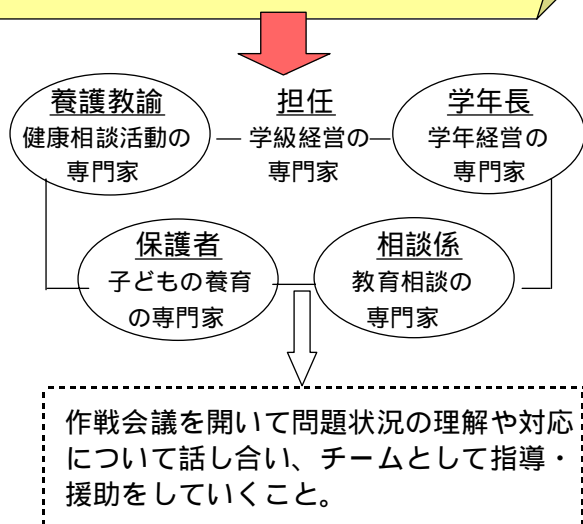 養護教諭
健康相談活動の
専門家
担任
学級経営の
専門家
学年長
学年経営の
専門家
保護者
子どもの養育
の専門家
相談係
教育相談の
専門家
作戦会議を開いて問題状況の理解や対応
について話し合い、チームとして指導・
援助をしていくこと。